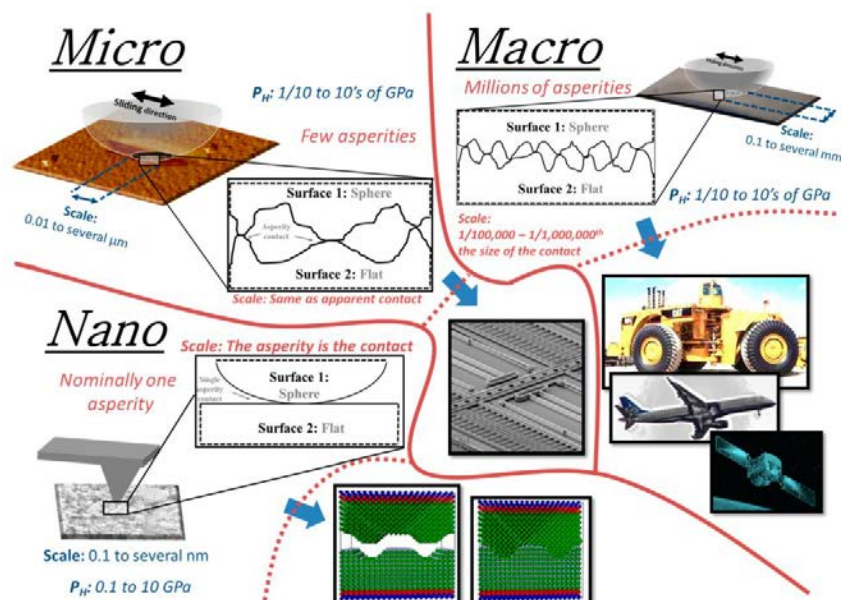 Micro
Sliding direction
P_H: 1/10 to 10's of GPa
Few asperities
Scale:
0.01 to several μm
Surface 1: Sphere
Asperity
contact
Surface 2: Flat
Scale: Same as apparent contact
Macro
Sliding direction
Millions of asperities
Surface 1: Sphere
Surface 2: Flat
Scale:
0.1 to several mm
P_H: 1/10 to 10's of GPa
Scale:
1/100,000 – 1/1,000,000th
the size of the contact
CAT
Nano
Scale: The asperity is the contact
Nominally one
asperity
Single
asperity
contact
Surface 1:
Sphere
Surface 2: Flat
Scale: 0.1 to several nm
P_H: 0.1 to 10 GPa